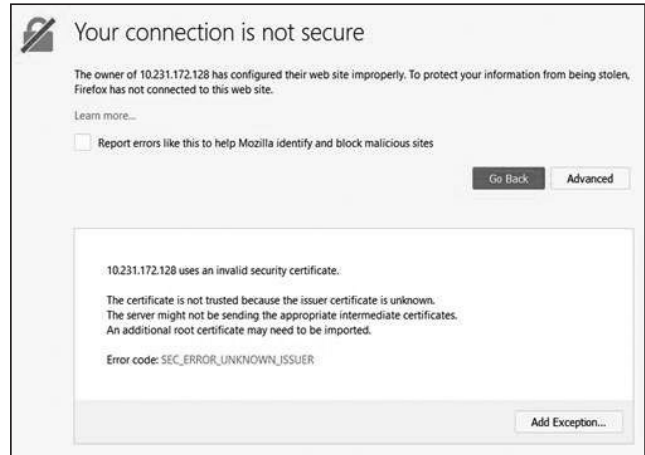 Your connection is not secure
The owner of 10.231.172.128 has configured their web site improperly. To protect your information from being stolen,
Firefox has not connected to this web site.
Learn more...
Report errors like this to help Mozilla identify and block malicious sites
Go Back
Advanced
10.231.172.128 uses an invalid security certificate.
The certificate is not trusted because the issuer certificate is unknown.
The server might not be sending the appropriate intermediate certificates.
An additional root certificate may need to be imported.
Error code: SEC_ERROR_UNKNOWN_ISSUER
Add Exception...